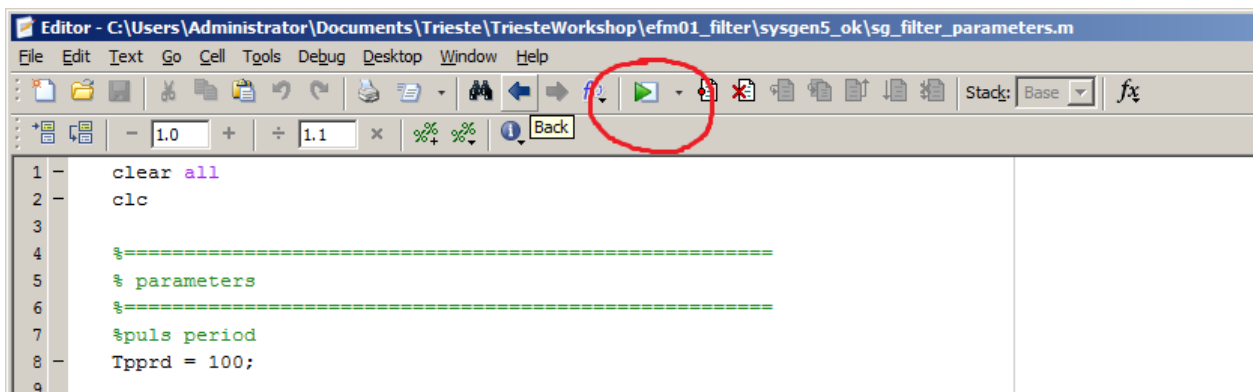 Editor - C:\Users\Administrator\Documents\Trieste\TriesteWorkshop\efm01_filter\sysgen5_ok\sg_filter_parameters.m
File Edit Text Go Cell Tools Debug Desktop Window Help
Stack: Base fx
- 1.0 + ÷ 1.1 × Back
1 - clear all
2 - clc
3
4 %======================================================
5 % parameters
6 %======================================================
7 %puls period
8 - Tpprd = 100;
9